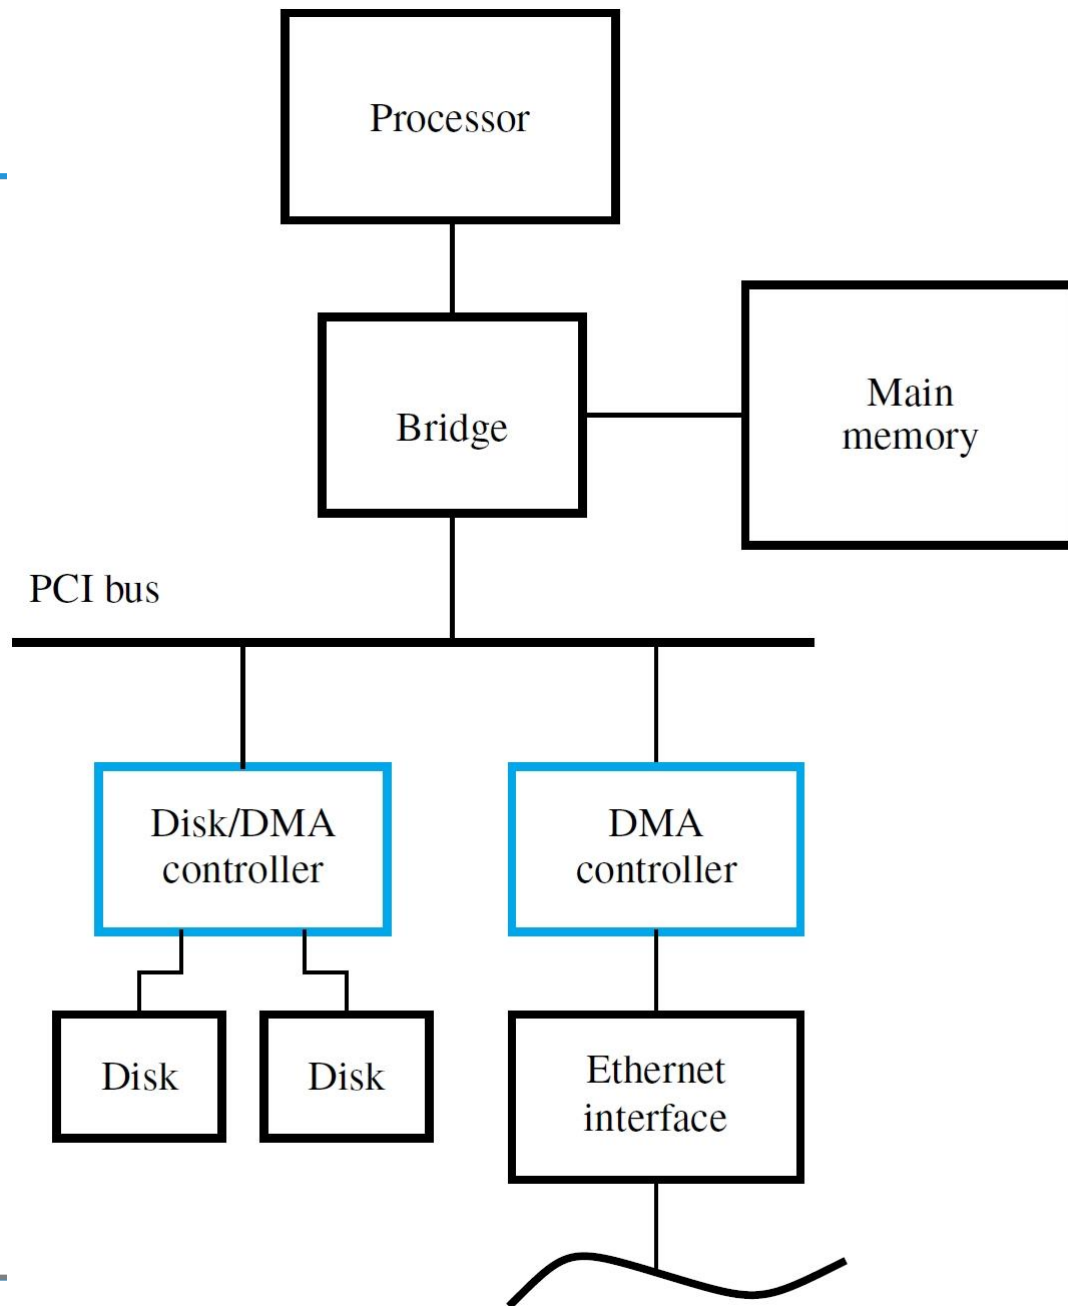 Processor
Bridge
Main
memory
PCI bus
Disk/DMA
controller
DMA
controller
Disk
Disk
Ethernet
interface